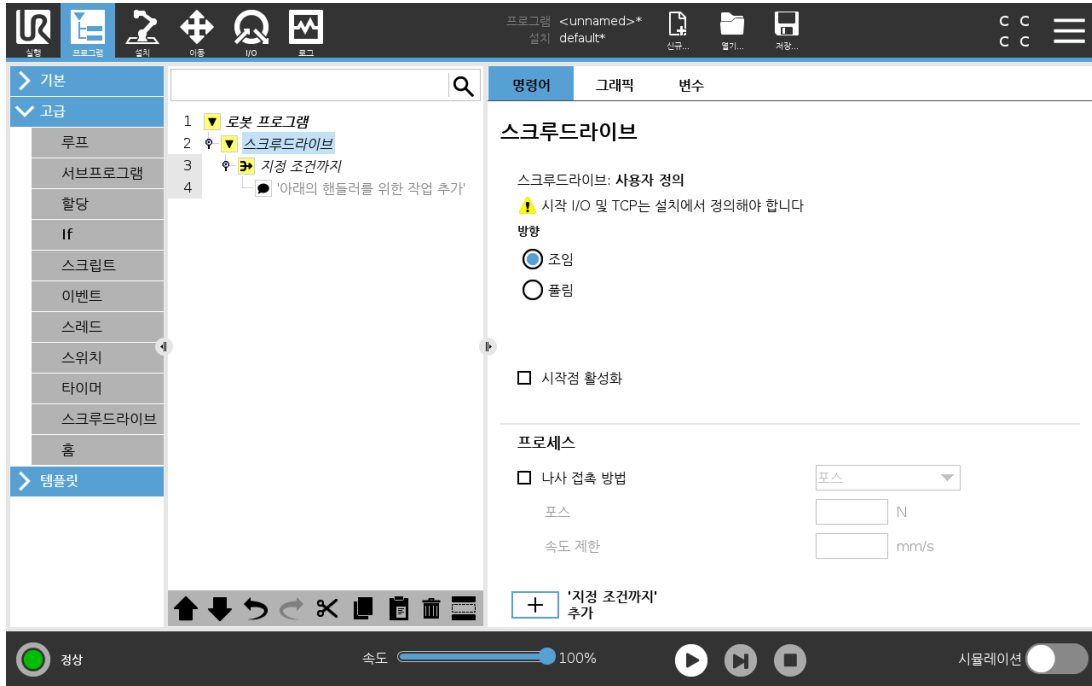 UR
실행
프로그램
설치
이동
I/O
로그
프로그램 <unnamed>*
설치 default*
신규...
열기...
저장...
C C
C C
기본
고급
루프
서브프로그램
할당
If
스크립트
이벤트
스레드
스위치
타이머
스크루드라이브
홈
템플릿
1 로봇 프로그램
2 스크루드라이브
3 지정 조건까지
4 '아래의 핸들러를 위한 작업 추가'
명령어 그래픽 변수
스크루드라이브
스크루드라이브: 사용자 정의
시작 I/O 및 TCP는 설치에서 정의해야 합니다
방향
조임
풀림
시작점 활성화
프로세스
나사 접촉 방법 포스
포스 N
속도 제한 mm/s
'지정 조건까지'
추가
정상
속도 100%
시뮬레이션